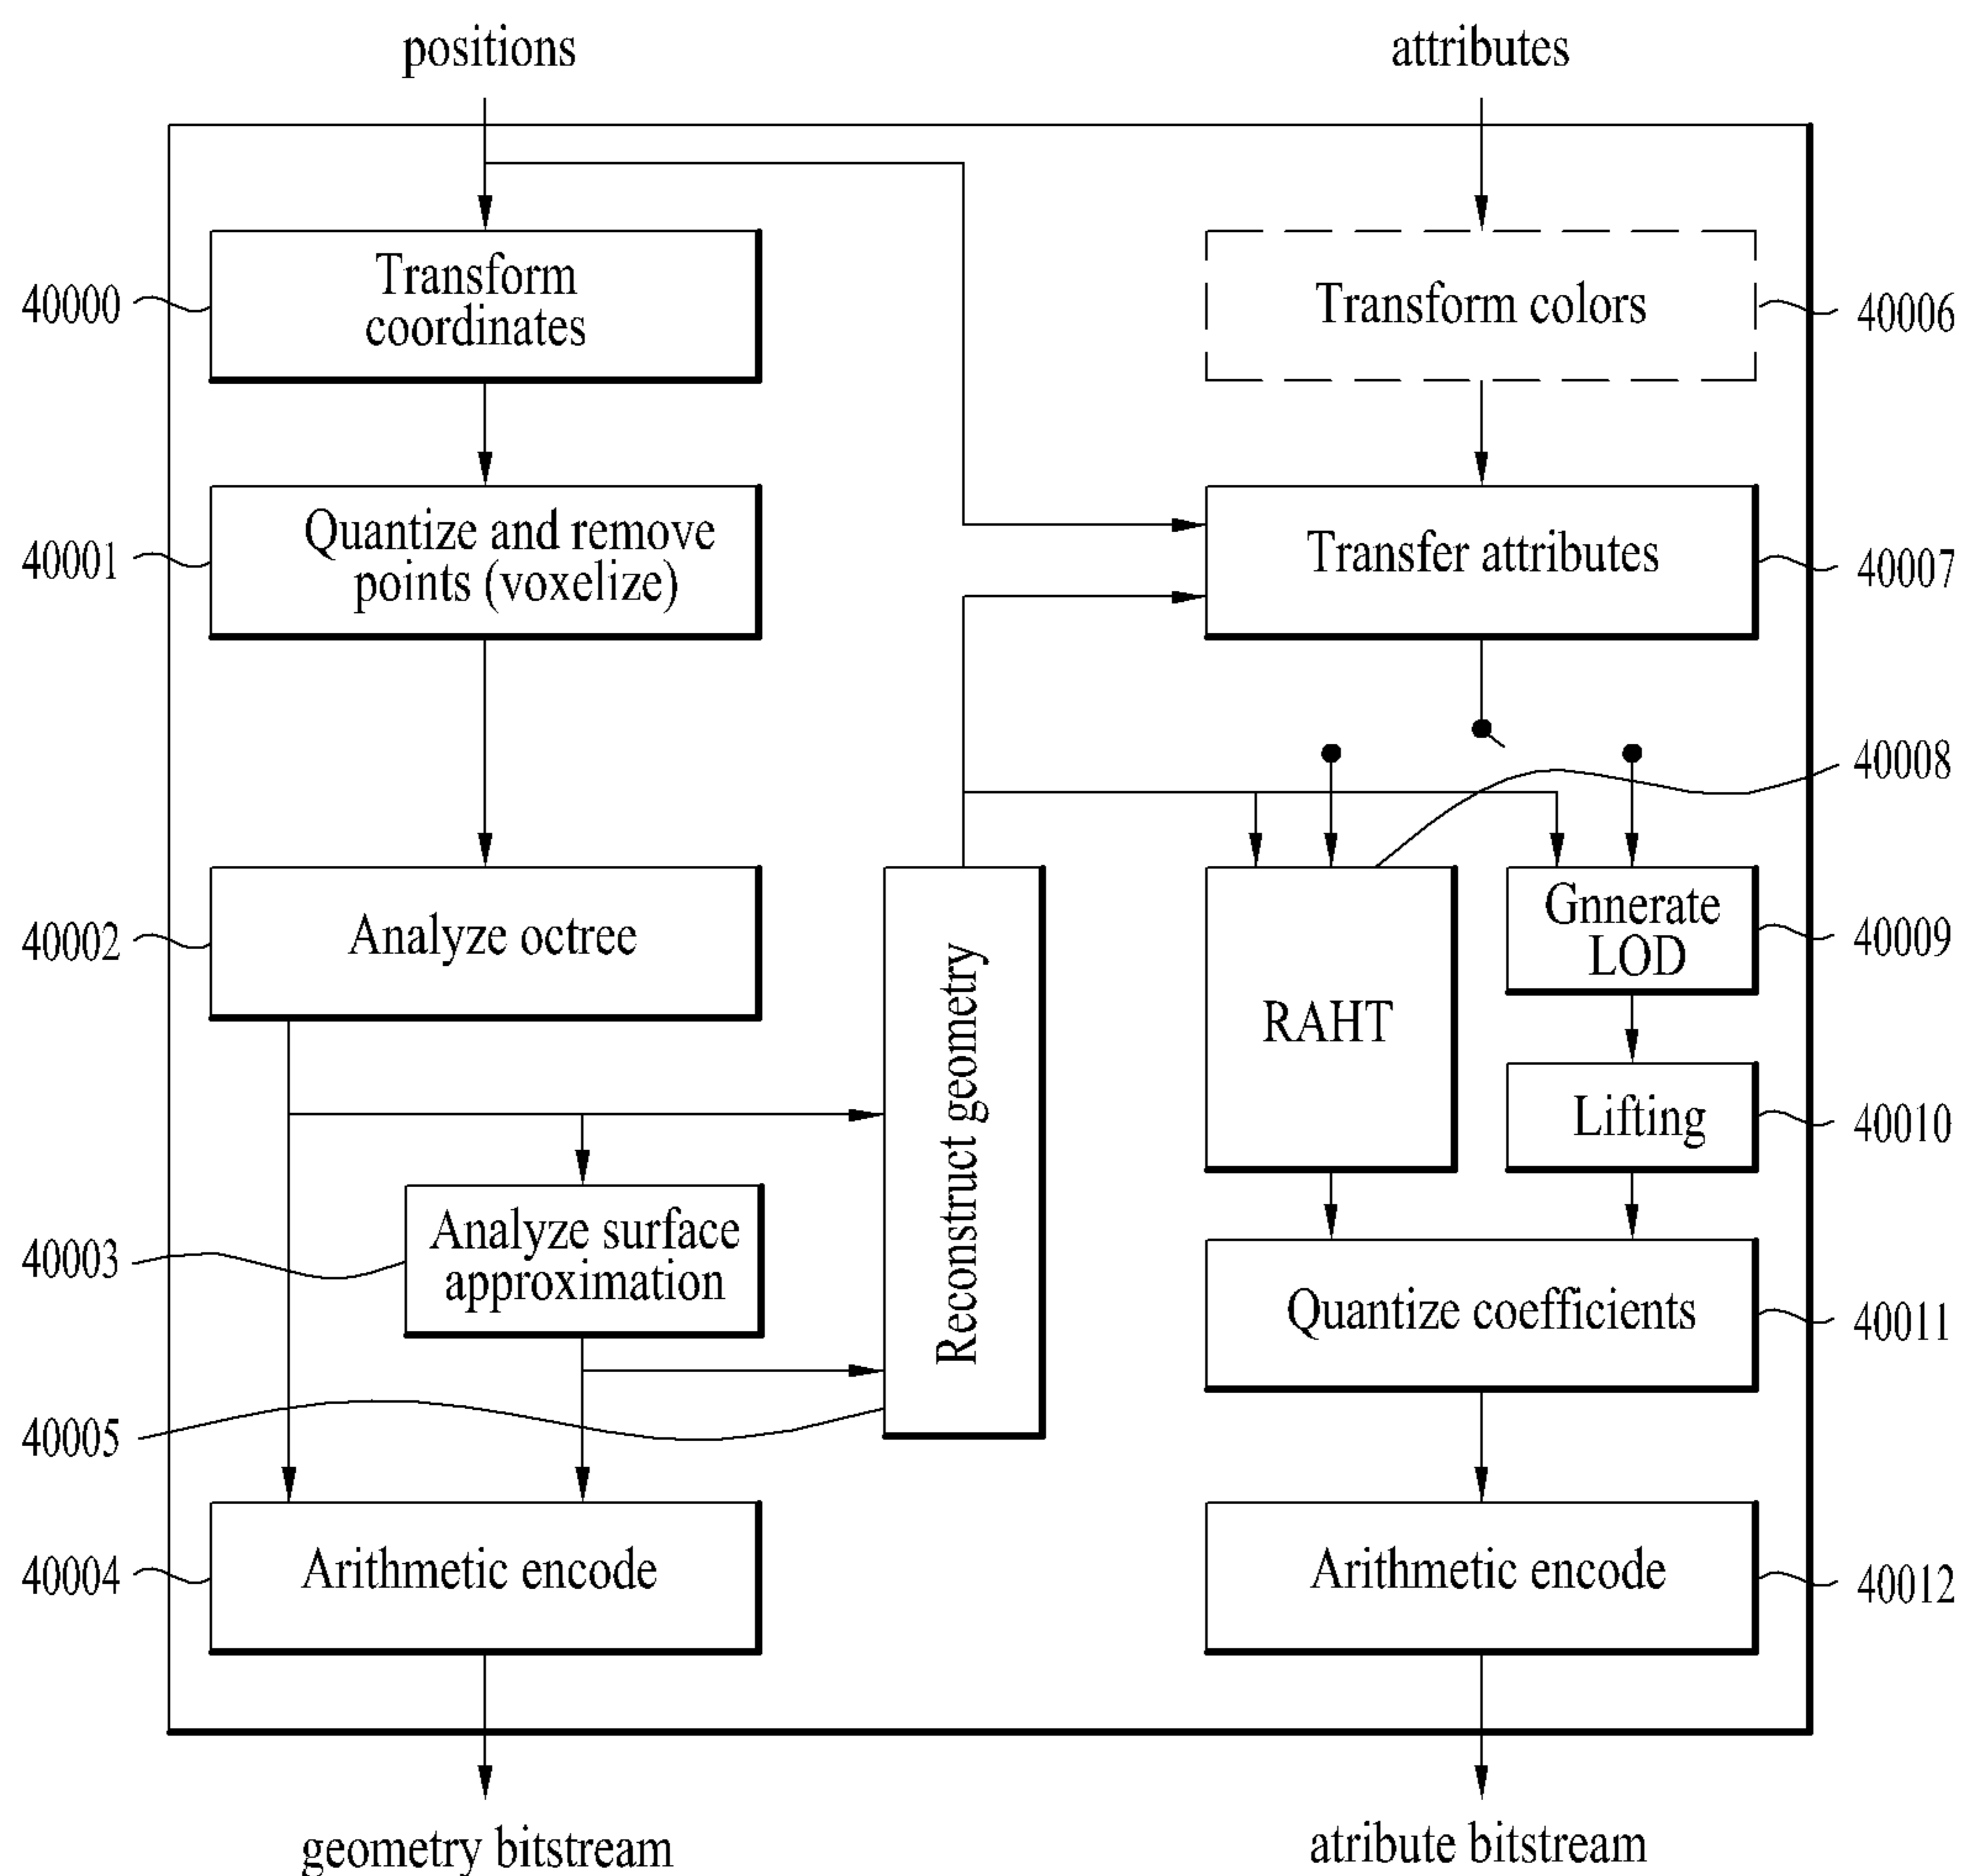 positions
attributes
Transform
coordinates
40000
Transform colors
40006
Quantize and remove
points (voxelize)
40001
Transfer attributes
40007
40008
Analyze octree
40002
Reconstruct geometry
RAHT
Gnnerate
LOD
40009
Lifting
40010
Analyze surface
approximation
40003
Quantize coefficients
40011
40005
Arithmetic encode
40004
Arithmetic encode
40012
geometry bitstream
atribute bitstream